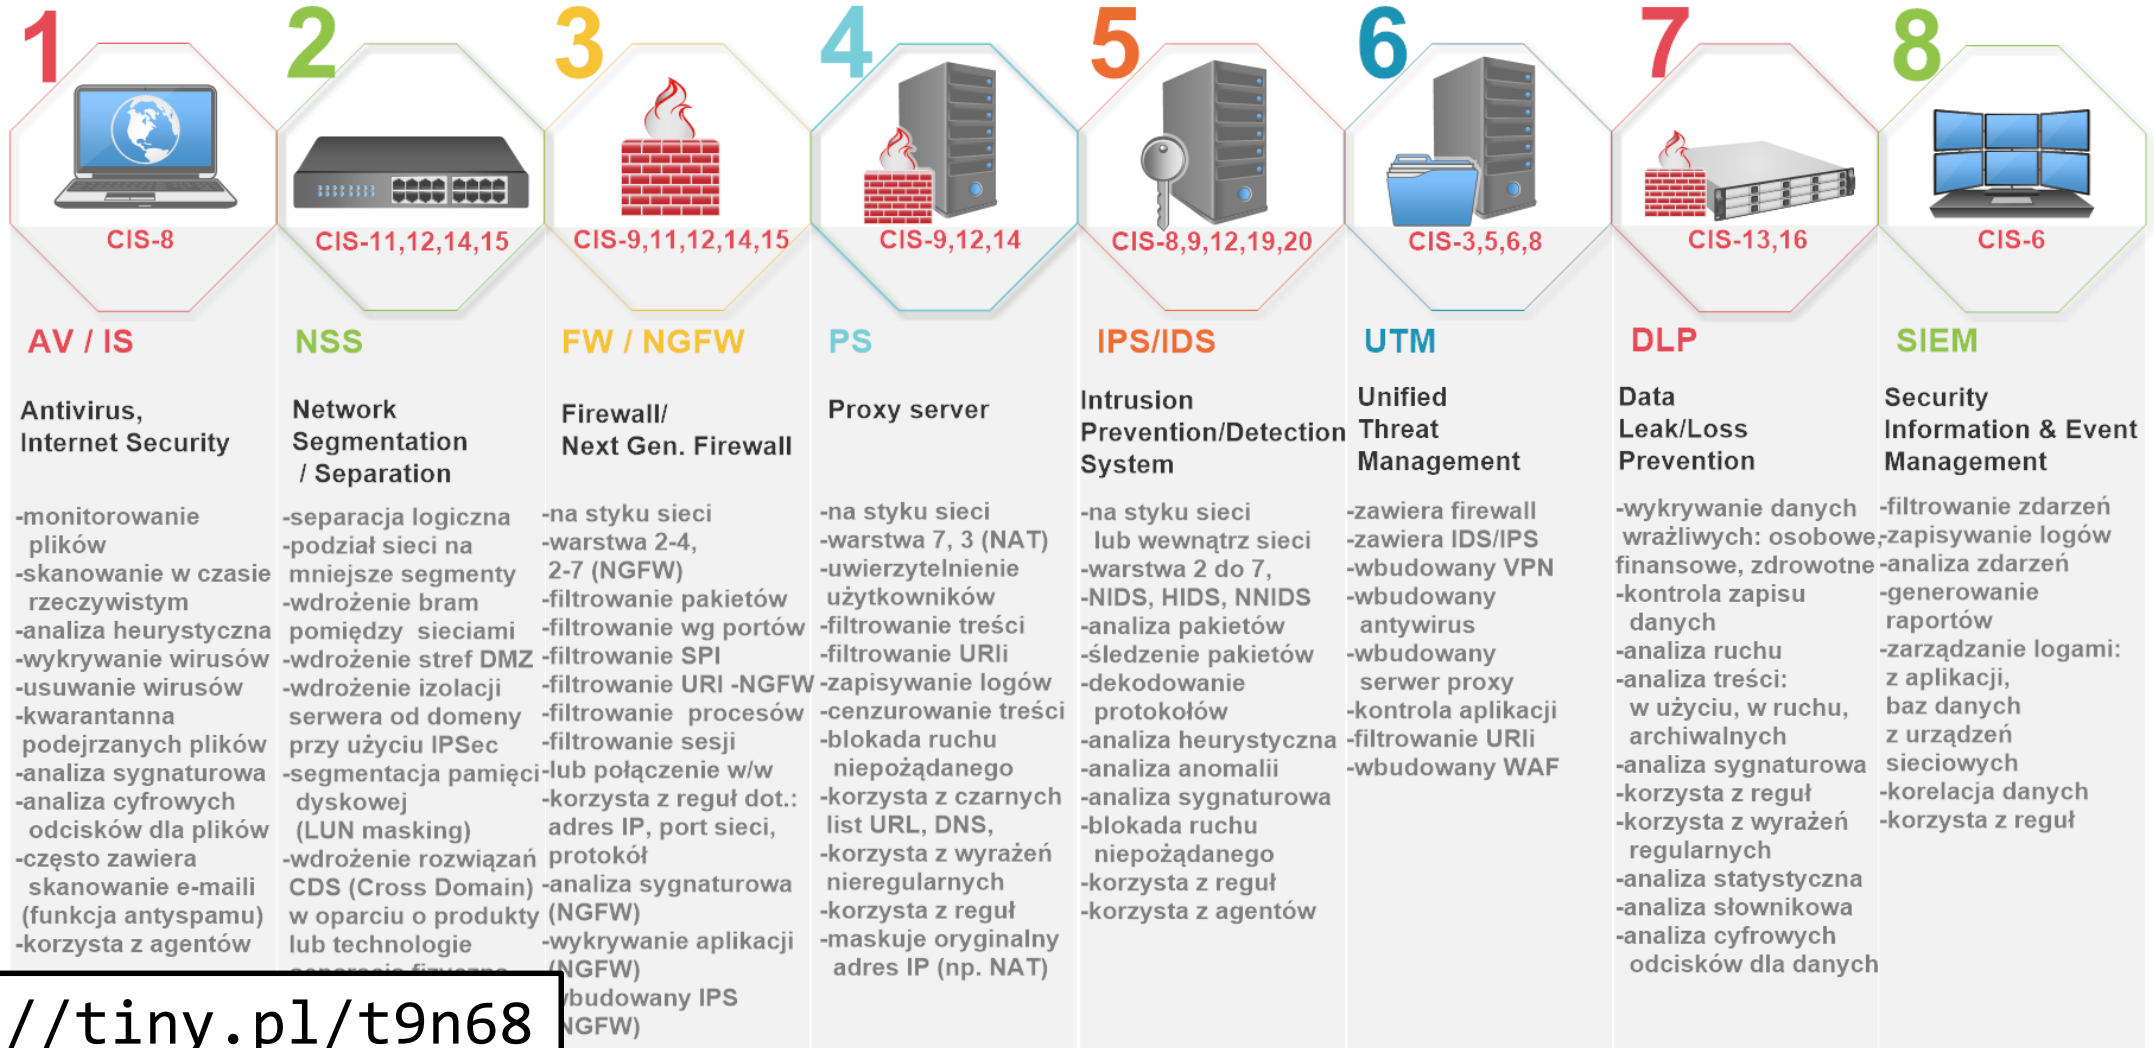 1
CIS-8
AV / IS
Antivirus,
Internet Security
-monitorowanie
plików
-skanowanie w czasie
rzeczywistym
-analiza heurystyczna
-wykrywanie wirusów
-usuwanie wirusów
-kwarantanna
podejrzanych plików
-analiza sygnaturowa
-analiza cyfrowych
odcisków dla plików
-często zawiera
skanowanie e-maili
(funkcja antyspamu)
-korzysta z agentów
2
CIS-11,12,14,15
NSS
Network
Segmentation
/ Separation
-separacja logiczna
-podział sieci na
mniejsze segmenty
-wdrożenie bram
pomiędzy sieciami
-wdrożenie stref DMZ
-wdrożenie izolacji
serwera od domeny
przy użyciu IPSec
-segmentacja pamięci
dyskowej
(LUN masking)
-wdrożenie rozwiązań
CDS (Cross Domain)
w oparciu o produkty
lub technologie
3
CIS-9,11,12,14,15
FW / NGFW
Firewall/
Next Gen. Firewall
-na styku sieci
-warstwa 2-4,
2-7 (NGFW)
-filtrowanie pakietów
-filtrowanie wg portów
-filtrowanie SPI
-filtrowanie URI -NGFW
-filtrowanie procesów
-filtrowanie sesji
-lub połączenie w/w
-korzysta z reguł dot.:
adres IP, port sieci,
protokół
-analiza sygnaturowa
(NGFW)
-wykrywanie aplikacji
(NGFW)
IPS
NGFW)
4
CIS-9,12,14
PS
Proxy server
-na styku sieci
-warstwa 7, 3 (NAT)
-uwierzytelnienie
użytkowników
-filtrowanie treści
-filtrowanie URIi
-zapisywanie logów
-cenzurowanie treści
-blokada ruchu
niepożądanego
-korzysta z czarnych
list URL, DNS,
-korzysta z wyrażeń
nieregularnych
-korzysta z reguł
-maskuje oryginalny
adres IP (np. NAT)
5
CIS-8,9,12,19,20
IPS/IDS
Intrusion
Prevention/Detection
System
-na styku sieci
lub wewnątrz sieci
-warstwa 2 do 7,
-NIDS, HIDS, NNIDS
-analiza pakietów
-śledzenie pakietów
-dekodowanie
protokołów
-analiza heurystyczna
-analiza anomalii
-analiza sygnaturowa
-blokada ruchu
niepożądanego
-korzysta z reguł
-korzysta z agentów
6
CIS-3,5,6,8
UTM
Unified
Threat
Management
-zawiera firewall
-zawiera IDS/IPS
-wbudowany VPN
-wbudowany
antywirus
-wbudowany
serwer proxy
-kontrola aplikacji
-filtrowanie URIi
-wbudowany WAF
7
CIS-13,16
DLP
Data
Leak/Loss
Prevention
-wykrywanie danych
wrażliwych: osobowe,
finansowe, zdrowotne
-kontrola zapisu
danych
-analiza ruchu
-analiza treści:
w użyciu, w ruchu,
archiwalnych
-analiza sygnaturowa
-korzysta z reguł
-korzysta z wyrażeń
regularnych
-analiza statystyczna
-analiza słownikowa
-analiza cyfrowych
odcisków dla danych
8
CIS-6
SIEM
Security
Information & Event
Management
-filtrowanie zdarzeń
-zapisywanie logów
-analiza zdarzeń
-generowanie
raportów
-zarządzanie logami:
z aplikacji,
baz danych
z urządzeń
sieciowych
-korelacja danych
-korzysta z reguł
//tiny.pl/t9n68